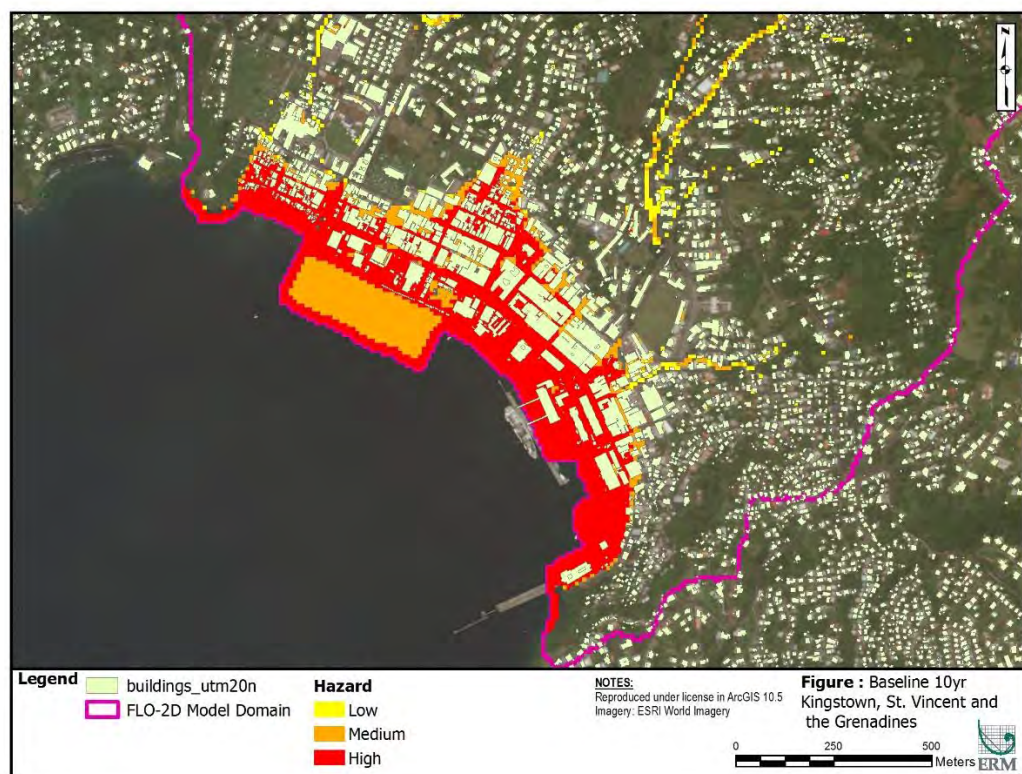 N
Legend
buildings_utm20n
FLO-2D Model Domain
Hazard
Low
Medium
High
NOTES:
Reproduced under license in ArcGIS 10.5
Imagery: ESRI World Imagery
Figure : Baseline 10yr
Kingstown, St. Vincent and
the Grenadines
0 250 500
Meters
ERM